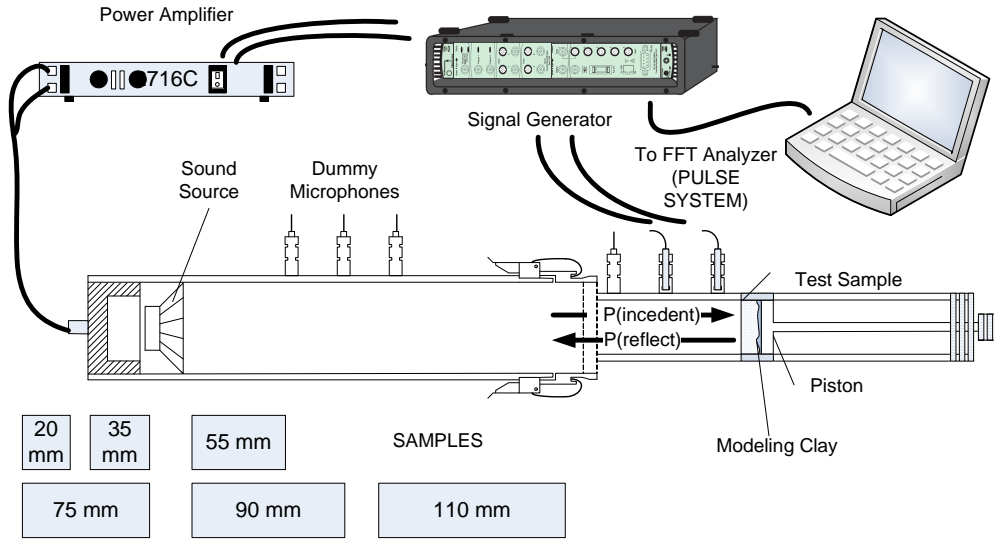 Power Amplifier
716C
Signal Generator
To FFT Analyzer
(PULSE
SYSTEM)
Sound
Source
Dummy
Microphones
Test Sample
P(incedent)
P(reflect)
Piston
Modeling Clay
20
mm
35
mm
55 mm
SAMPLES
75 mm
90 mm
110 mm